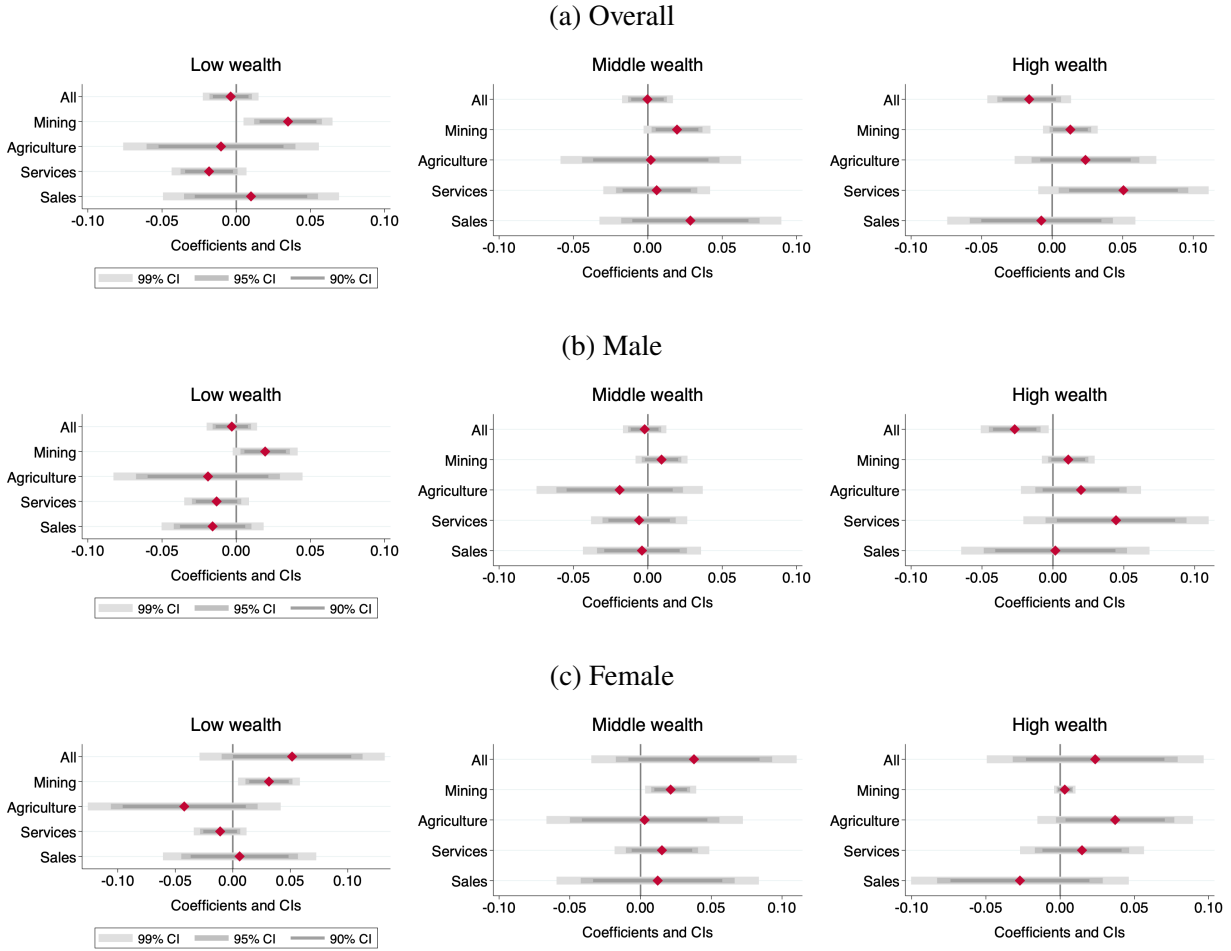 (a) Overall
Low wealth
All
Mining
Agriculture
Services
Sales
-0.10 -0.05 0.00 0.05 0.10
Coefficients and CIs
99% CI 95% CI 90% CI
Middle wealth
All
Mining
Agriculture
Services
Sales
-0.10 -0.05 0.00 0.05 0.10
Coefficients and CIs
High wealth
All
Mining
Agriculture
Services
Sales
-0.10 -0.05 0.00 0.05 0.10
Coefficients and CIs
(b) Male
Low wealth
All
Mining
Agriculture
Services
Sales
-0.10 -0.05 0.00 0.05 0.10
Coefficients and CIs
99% CI 95% CI 90% CI
Middle wealth
All
Mining
Agriculture
Services
Sales
-0.10 -0.05 0.00 0.05 0.10
Coefficients and CIs
High wealth
All
Mining
Agriculture
Services
Sales
-0.10 -0.05 0.00 0.05 0.10
Coefficients and CIs
(c) Female
Low wealth
All
Mining
Agriculture
Services
Sales
-0.10 -0.05 0.00 0.05 0.10
Coefficients and CIs
99% CI 95% CI 90% CI
Middle wealth
All
Mining
Agriculture
Services
Sales
-0.10 -0.05 0.00 0.05 0.10
Coefficients and CIs
High wealth
All
Mining
Agriculture
Services
Sales
-0.10 -0.05 0.00 0.05 0.10
Coefficients and CIs